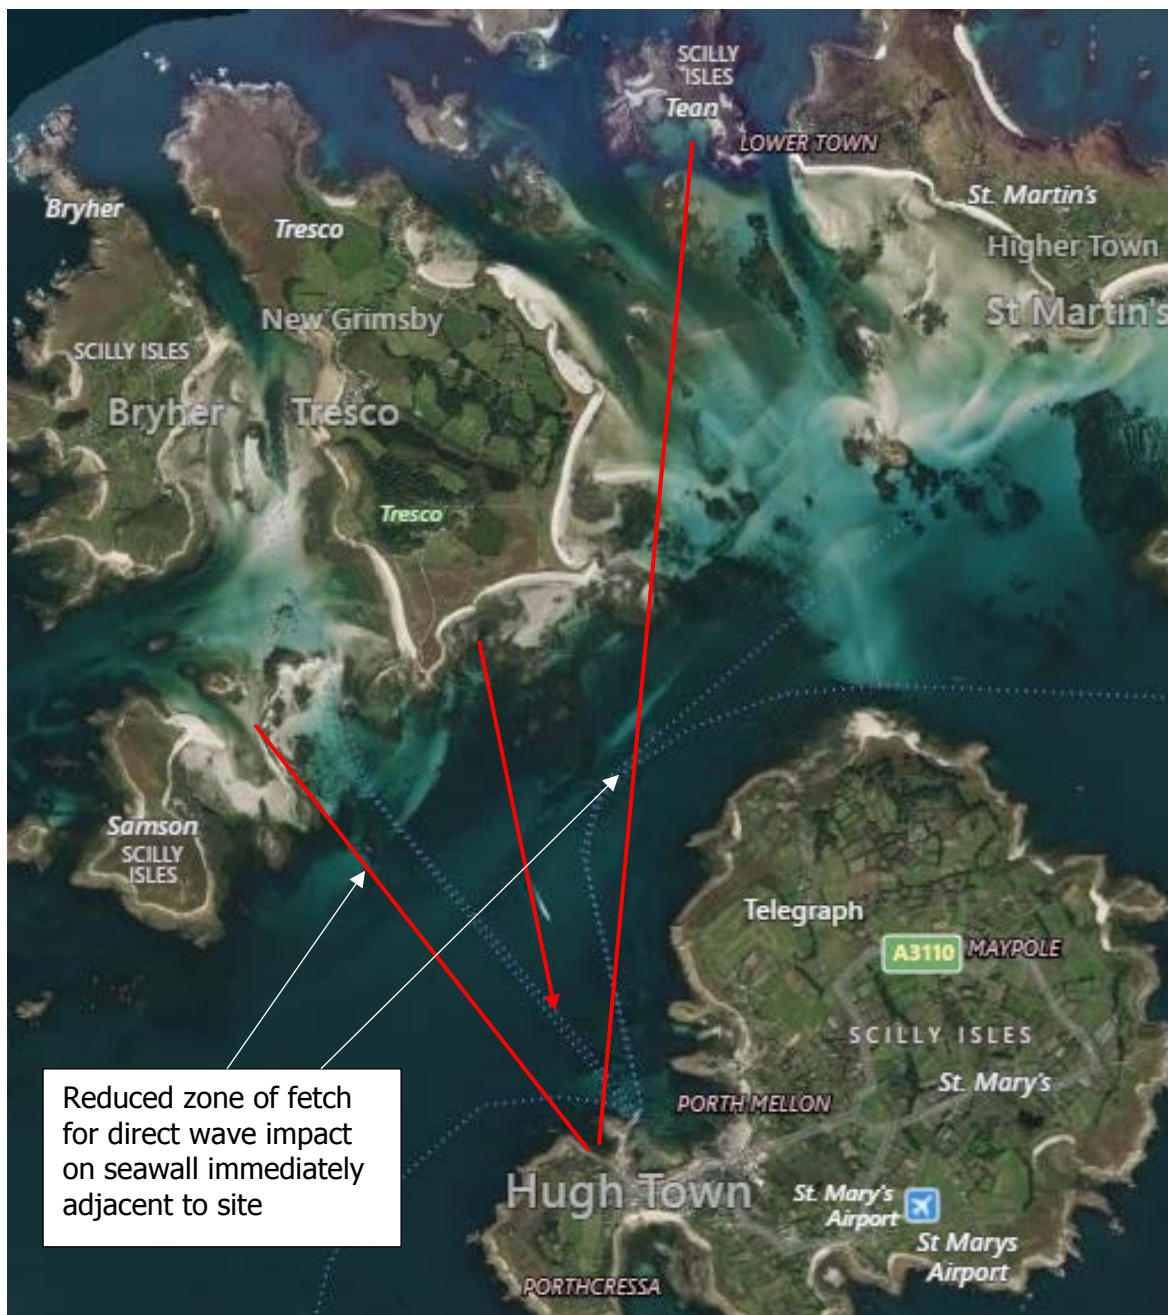 SCILLY
ISLES
Tean
LOWER TOWN
Bryher
Tresco
St. Martin's
Higher Town
New Grimsby
St Martin's
SCILLY ISLES
Bryher
Tresco
Tresco
Samson
SCILLY
ISLES
Telegraph
A3110
MAYPOLE
SCILLY ISLES
St. Mary's
PORTH MELLON
Reduced zone of fetch
for direct wave impact
on seawall immediately
adjacent to site
Hugh Town
St. Mary's
Airport
St Marys
Airport
PORTHCRESSA